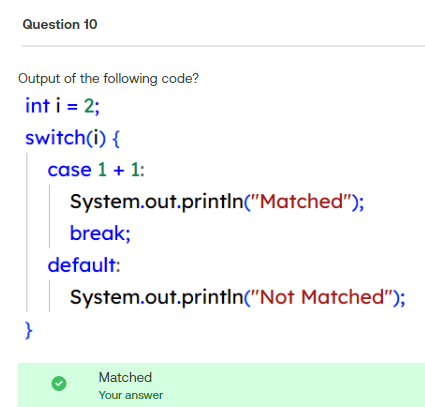 Question 10
Output of the following code?
int i = 2;
switch(i) {
case 1 + 1:
System.out.println("Matched");
break;
default:
System.out.println("Not Matched");
}
Matched
Your answer